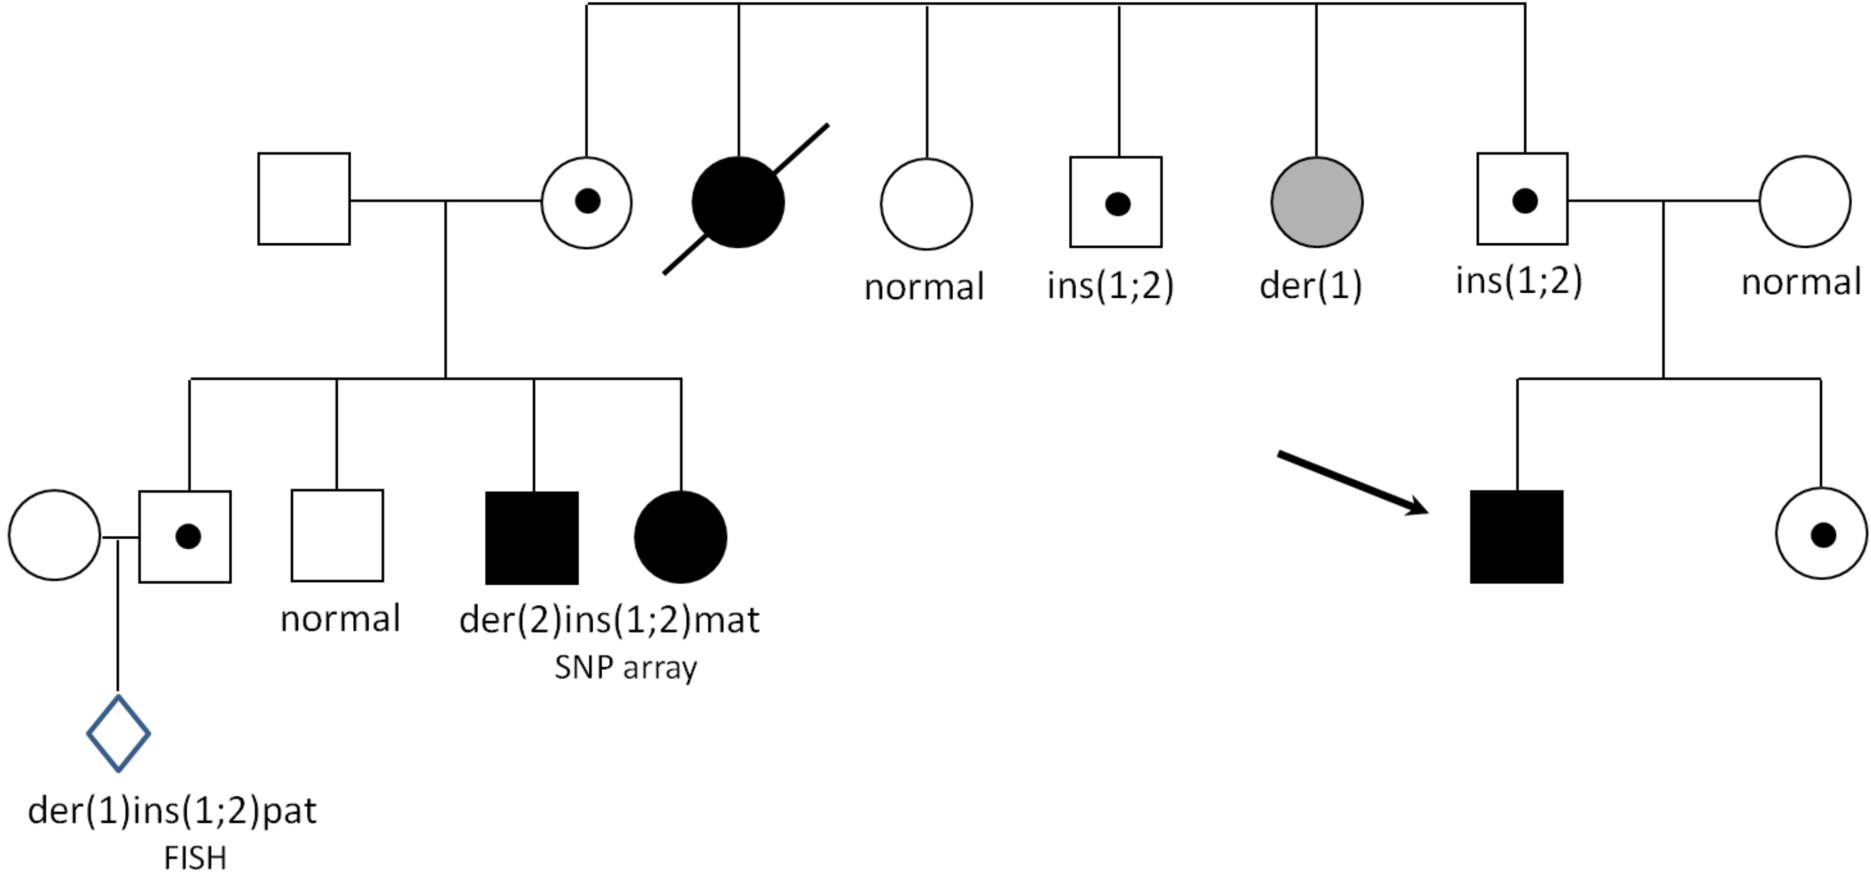 normal
ins(1;2)
der(1)
ins(1;2)
normal
normal
der(2)ins(1;2)mat
SNP array
der(1)ins(1;2)pat
FISH